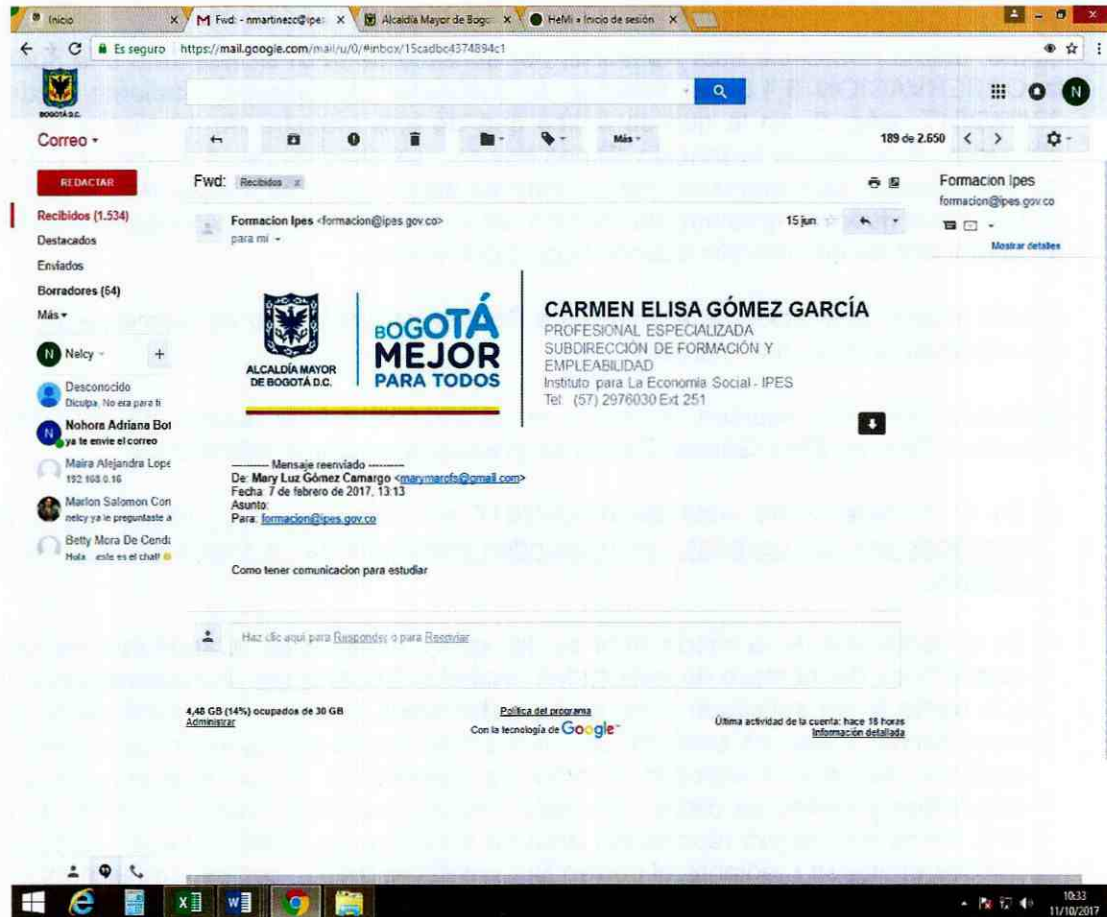 Inicio
Fwd: - nmartinezc@ipes
Alcaldía Mayor de Bogo
HeMi » Inicio de sesión
Es seguro
https://mail.google.com/mail/u/0/#inbox/15cadbc4374894c1
BOGOTÁ D.C.
N
Correo
Más
189 de 2.650
REDACTAR
Recibidos (1.534)
Destacados
Enviados
Borradores (54)
Más
N Nelcy
Desconocido
Diculpa, No era para ti
N Nohora Adriana Bot
ya te envie el correo
Maira Alejandra Lope
192.168.0.16
Marlon Salomon Con
nelcy ya le preguntaste a
Betty Mora De Cenda
Hola este es el chat!
Fwd: Recibidos x
Formacion Ipes <formacion@ipes.gov.co>
para mí
15 jun.
Formacion Ipes
formacion@ipes.gov.co
Mostrar detalles
ALCALDÍA MAYOR
DE BOGOTÁ D.C.
BOGOTÁ
MEJOR
PARA TODOS
CARMEN ELISA GÓMEZ GARCÍA
PROFESIONAL ESPECIALIZADA
SUBDIRECCIÓN DE FORMACIÓN Y
EMPLEABILIDAD
Instituto para La Economía Social - IPES
Tel: (57) 2976030 Ext 251
---------- Mensaje reenviado ----------
De: Mary Luz Gómez Camargo <marymarofa@gmail.com>
Fecha: 7 de febrero de 2017, 13:13
Asunto:
Para: formacion@ipes.gov.co
Como tener comunicacion para estudiar
Haz clic aquí para Responder o para Reenviar
4,48 GB (14%) ocupados de 30 GB
Administrar
Política del programa
Con la tecnología de Google
Última actividad de la cuenta: hace 18 horas
Información detallada
10:33
11/10/2017